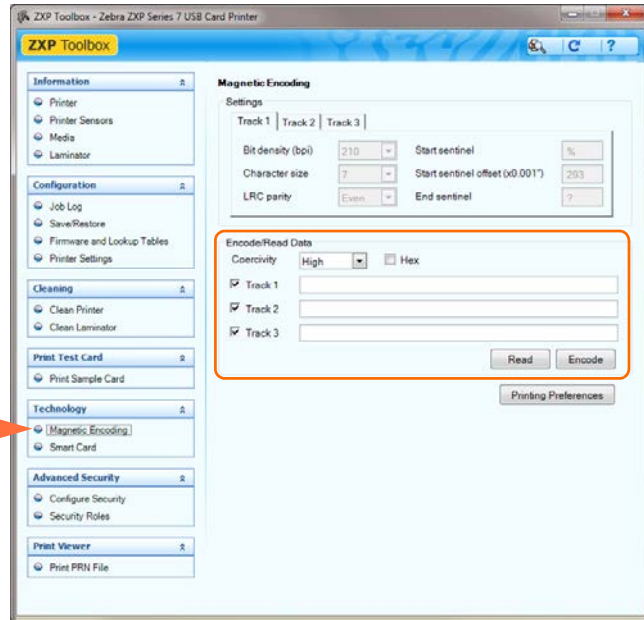 ZXP Toolbox - Zebra ZXP Series 7 USB Card Printer
ZXP Toolbox
Information
Printer
Printer Sensors
Media
Laminator
Configuration
Job Log
Save/Restore
Firmware and Lookup Tables
Printer Settings
Cleaning
Clean Printer
Clean Laminator
Print Test Card
Print Sample Card
Technology
Magnetic Encoding
Smart Card
Advanced Security
Configure Security
Security Roles
Print Viewer
Print PRN File
Magnetic Encoding
Settings
Track 1 Track 2 Track 3
Bit density (bpi) 210 Start sentinel %
Character size 7 Start sentinel offset (x0.001") 293
LRC parity Even End sentinel ?
Encode/Read Data
Coercivity High Hex
Track 1
Track 2
Track 3
Read Encode
Printing Preferences